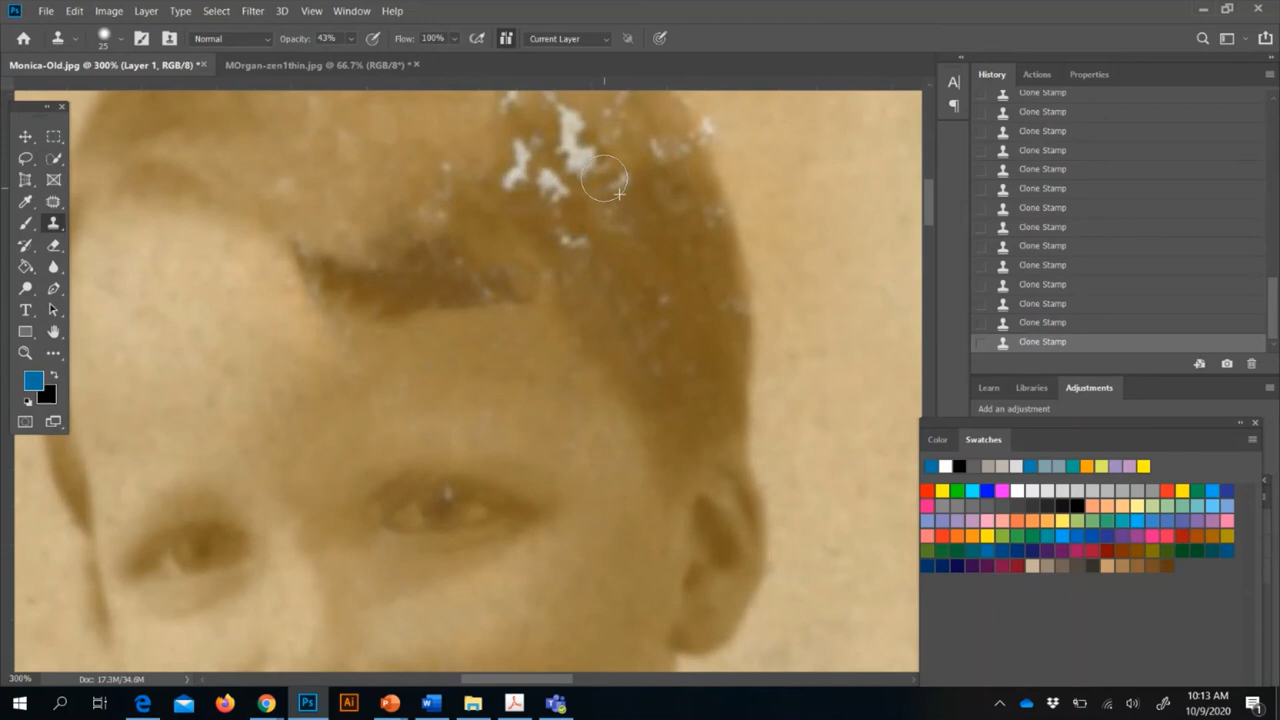 Ps File Edit Image Layer Type Select Filter 3D View Window Help
25 Normal Opacity: 43% Flow: 100% Current Layer
Monica-Old.jpg @ 300% (Layer 1, RGB/8) * × MOrgan-zen1thin.jpg @ 66.7% (RGB/8*) * ×
History Actions Properties
Clone Stamp
Clone Stamp
Clone Stamp
Clone Stamp
Clone Stamp
Clone Stamp
Clone Stamp
Clone Stamp
Clone Stamp
Clone Stamp
Clone Stamp
Clone Stamp
Clone Stamp
Clone Stamp
Learn Libraries Adjustments
Add an adjustment
Color Swatches
300% Doc: 17.3M/34.6M
Ps Ai
10:13 AM
10/9/2020